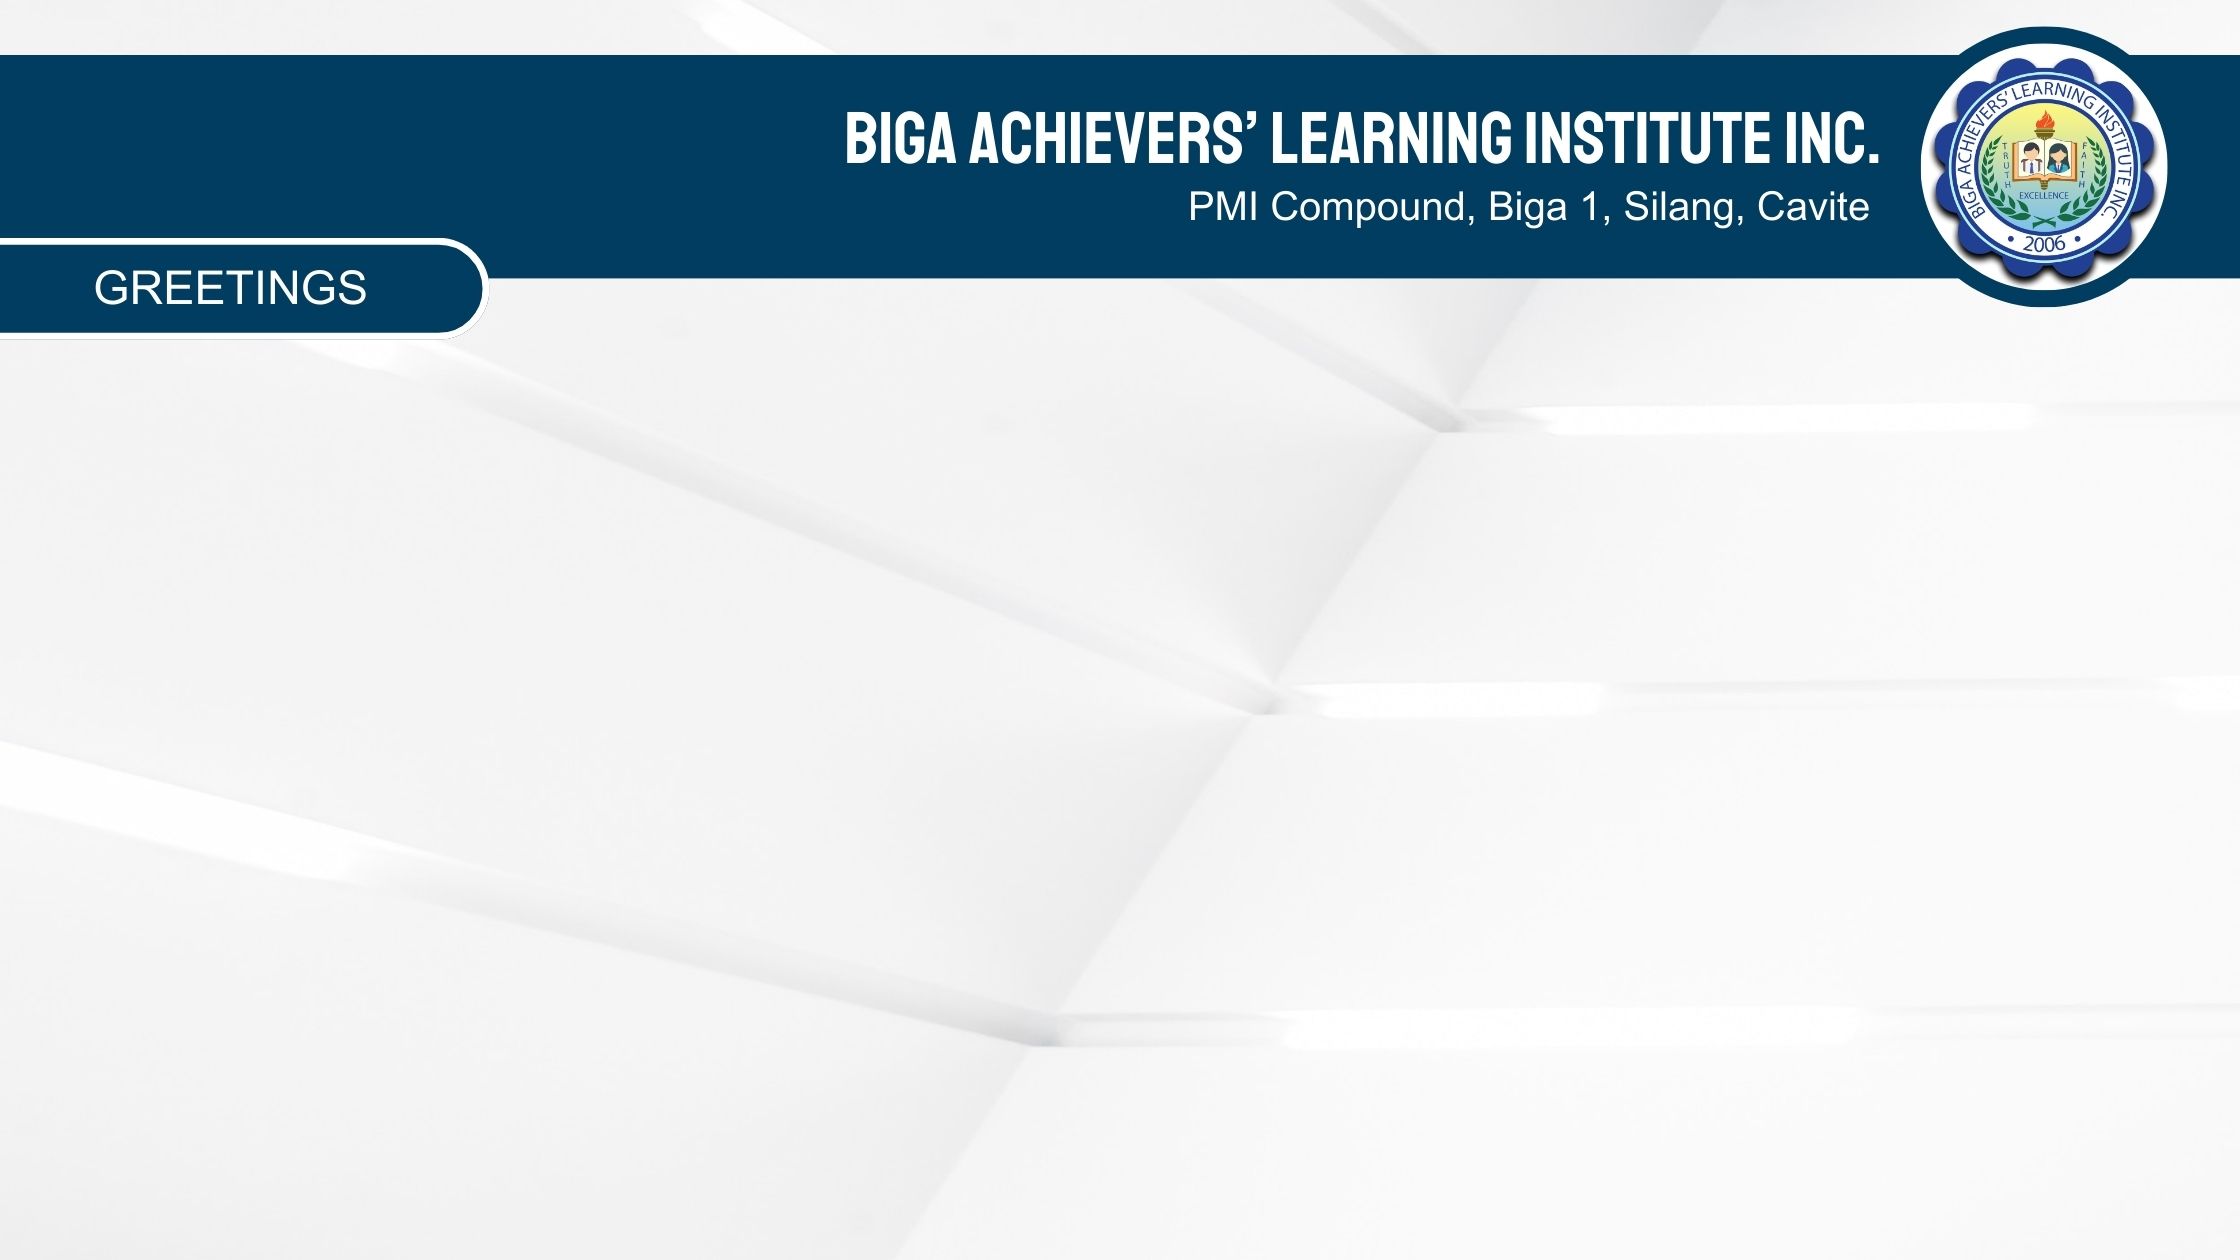 BIGA ACHIEVERS’ LEARNING INSTITUTE INC.
PMI Compound, Biga 1, Silang, Cavite
BIGA ACHIEVERS' LEARNING INSTITUTE INC.
TRUTH
FAITH
EXCELLENCE
• 2006 •
GREETINGS